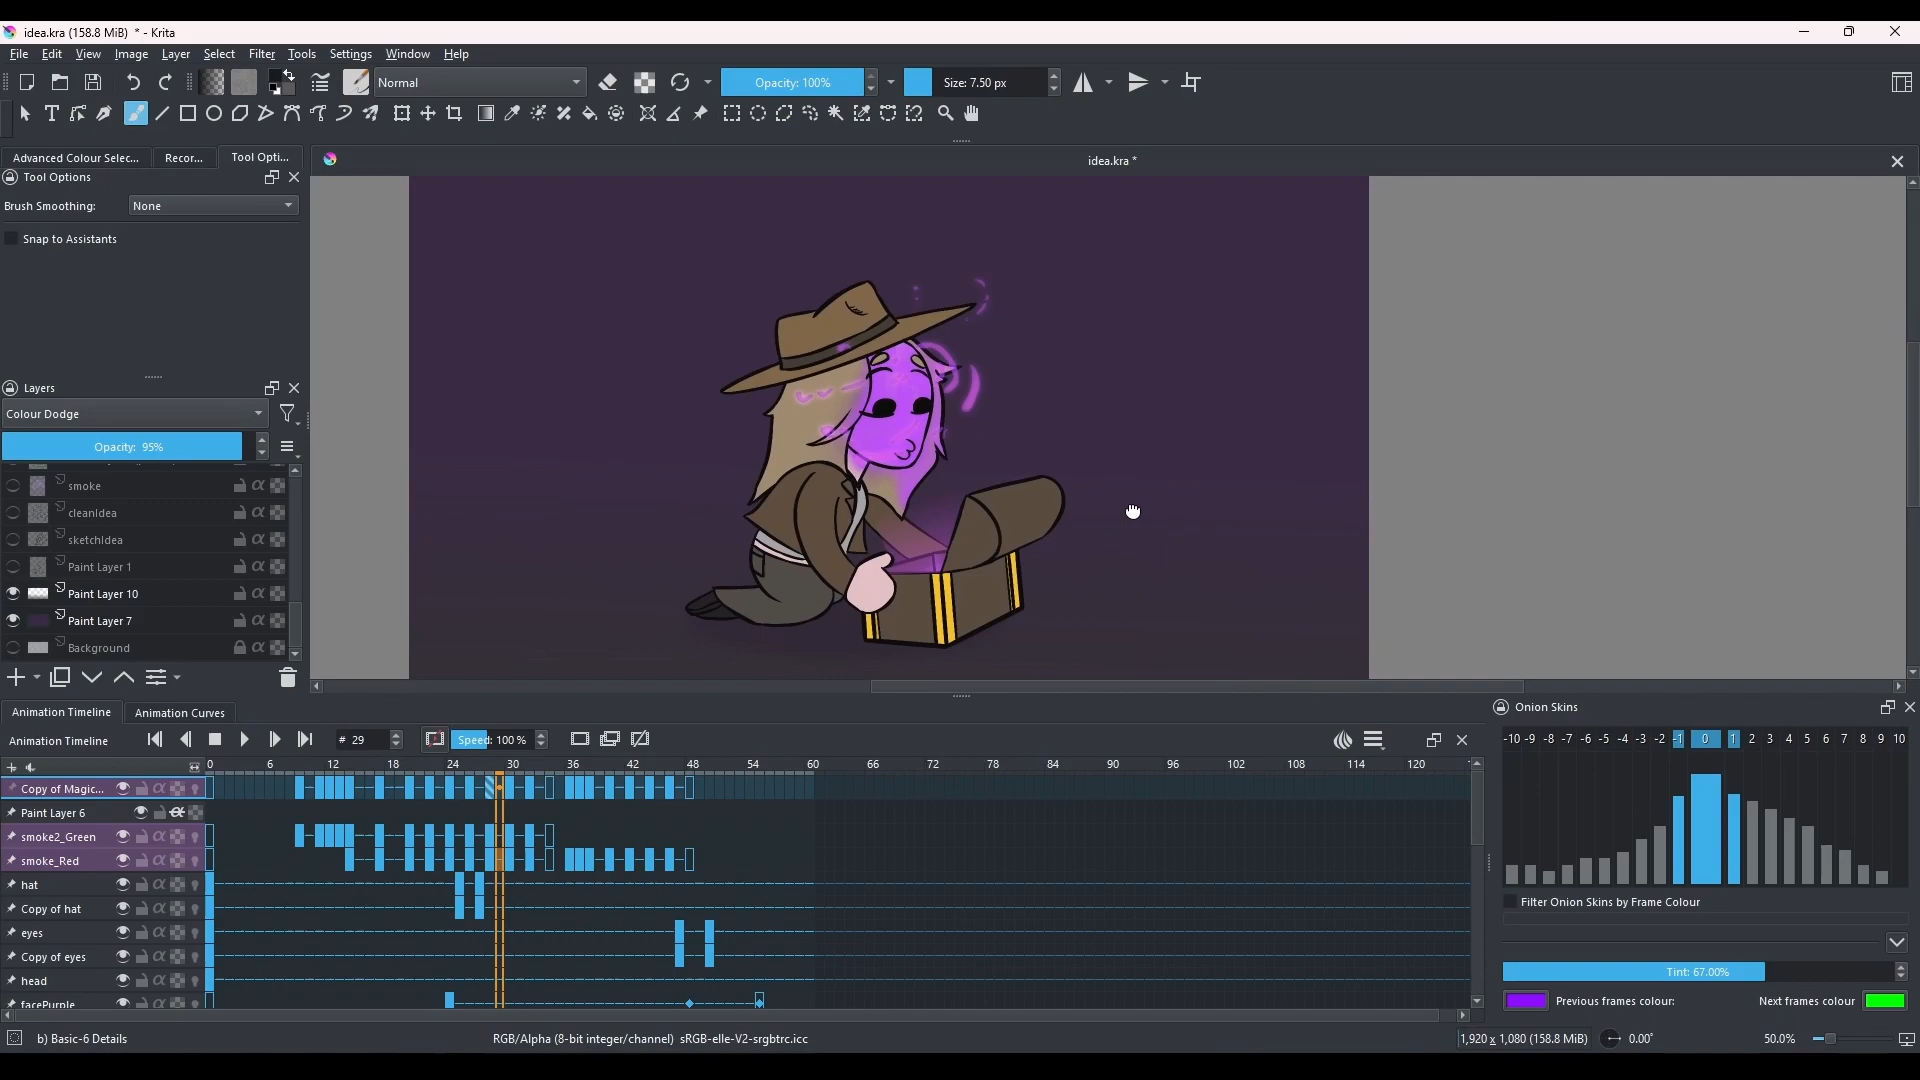 idea.kra (158.8 MiB) * - Krita
File Edit View Image Layer Select Filter Tools Settings Window Help
Normal Opacity: 100% Size: 7.50 px
Advanced Colour Selec... Recor... Tool Opti... idea.kra *
Tool Options
Brush Smoothing: None
Snap to Assistants
Layers
Colour Dodge
Opacity: 95%
smoke
cleanIdea
sketchIdea
Paint Layer 1
Paint Layer 10
Paint Layer 7
Background
Animation Timeline Animation Curves
Animation Timeline # 29 Speed: 100 %
0 6 12 18 24 30 36 42 48 54 60 66 72 78 84 90 96 102 108 114 120
Copy of Magic...
Paint Layer 6
smoke2_Green
smoke_Red
hat
Copy of hat
eyes
Copy of eyes
head
facePurple
Onion Skins
-10 -9 -8 -7 -6 -5 -4 -3 -2 -1 0 1 2 3 4 5 6 7 8 9 10
Filter Onion Skins by Frame Colour
Tint: 67.00%
Previous frames colour: Next frames colour
b) Basic-6 Details RGB/Alpha (8-bit integer/channel) sRGB-elle-V2-srgbtrc.icc 1,920 x 1,080 (158.8 MiB) 0.00° 50.0%